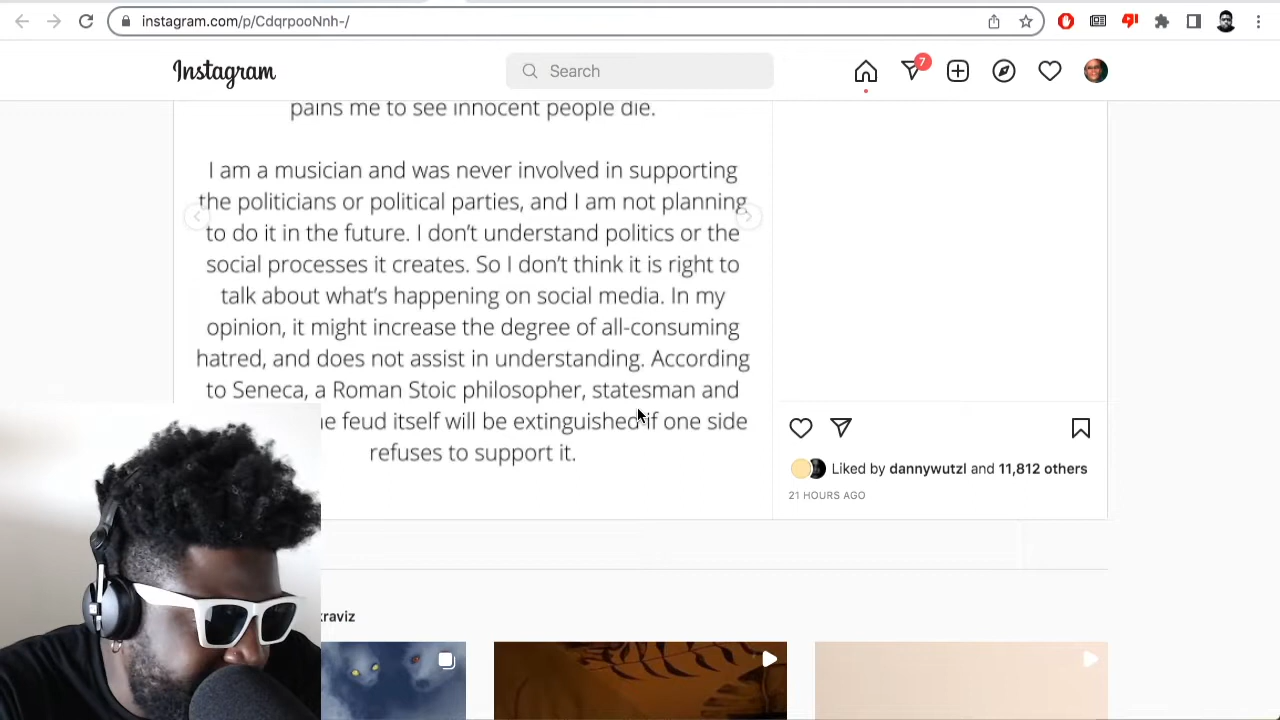 instagram.com/p/CdqrpooNnh-/
Instagram
Search
7
pains me to see innocent people die.
I am a musician and was never involved in supporting
the politicians or political parties, and I am not planning
to do it in the future. I don't understand politics or the
social processes it creates. So I don't think it is right to
talk about what's happening on social media. In my
opinion, it might increase the degree of all-consuming
hatred, and does not assist in understanding. According
to Seneca, a Roman Stoic philosopher, statesman and
feud itself will be extinguished if one side
refuses to support it.
Liked by dannywutzl and 11,812 others
21 HOURS AGO